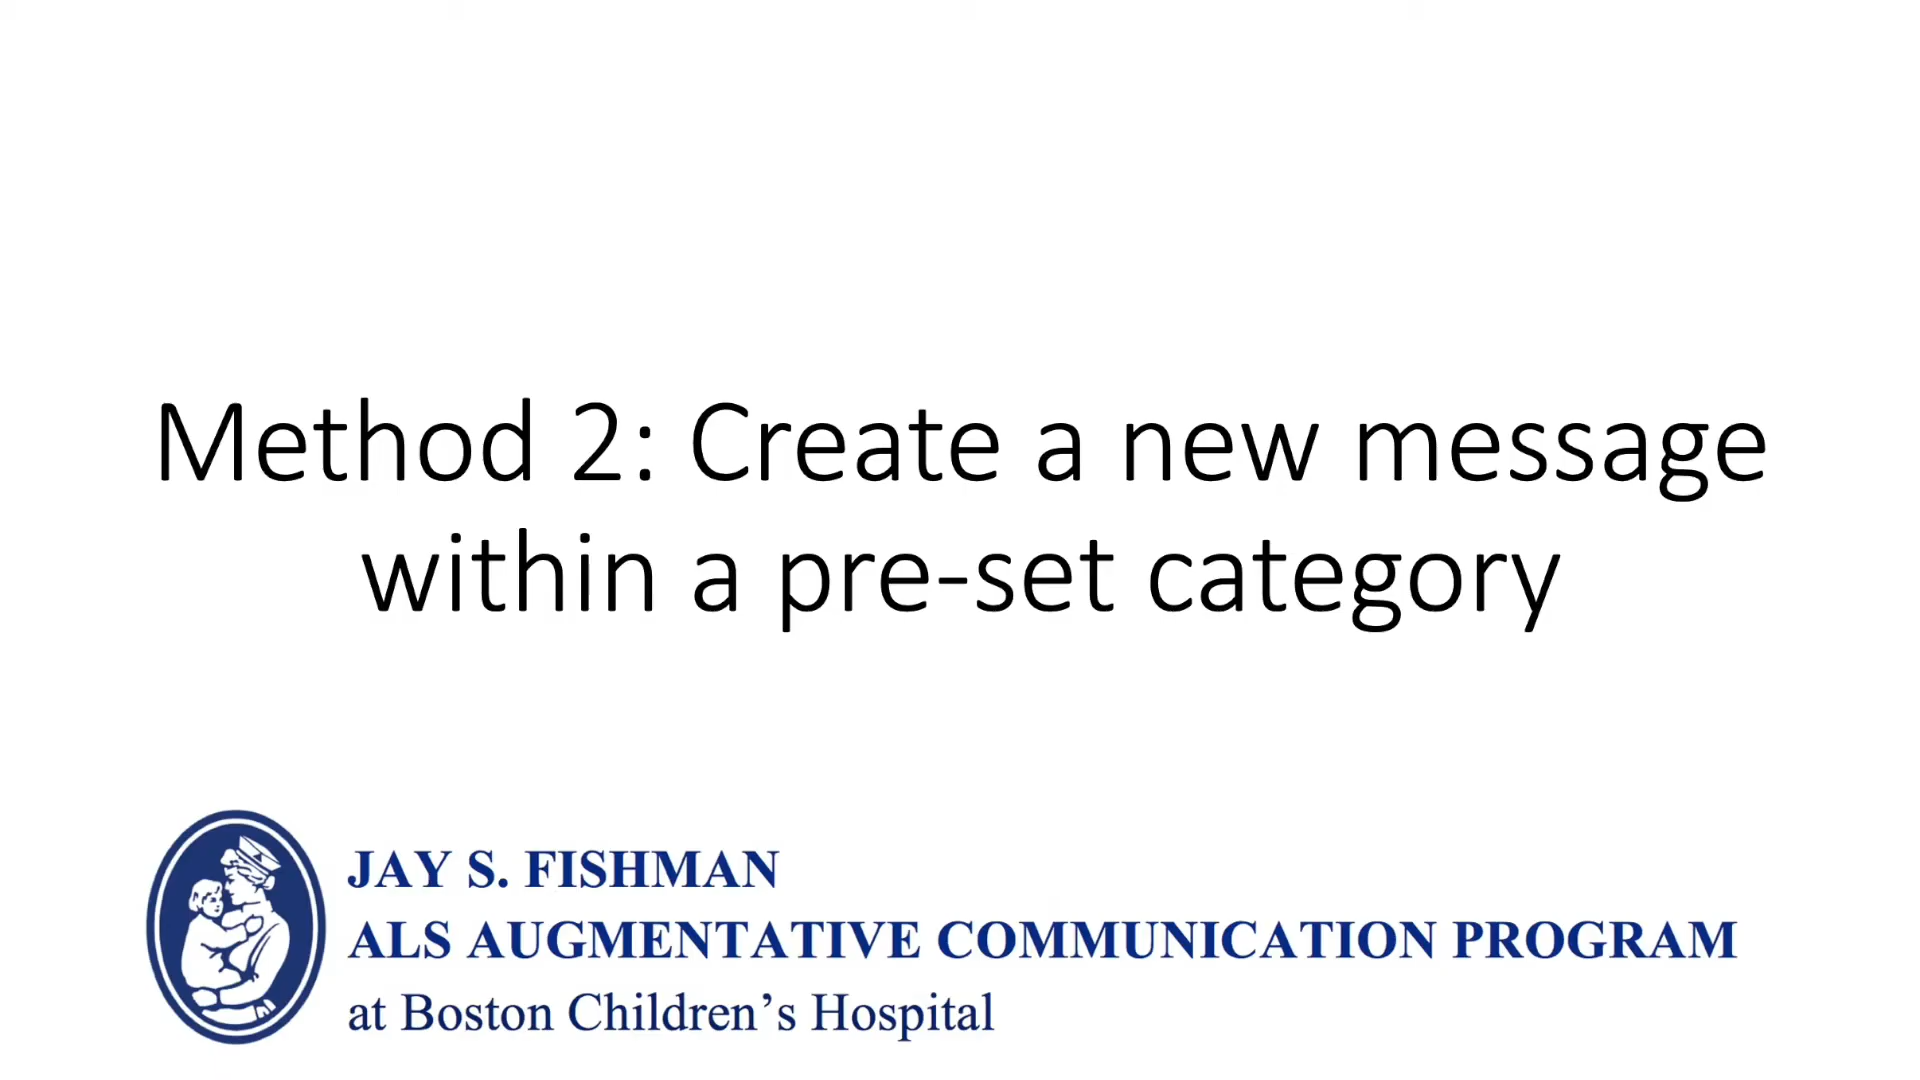 Method 2: Create a new message
within a pre-set category
JAY S. FISHMAN
ALS AUGMENTATIVE COMMUNICATION PROGRAM
at Boston Children’s Hospital